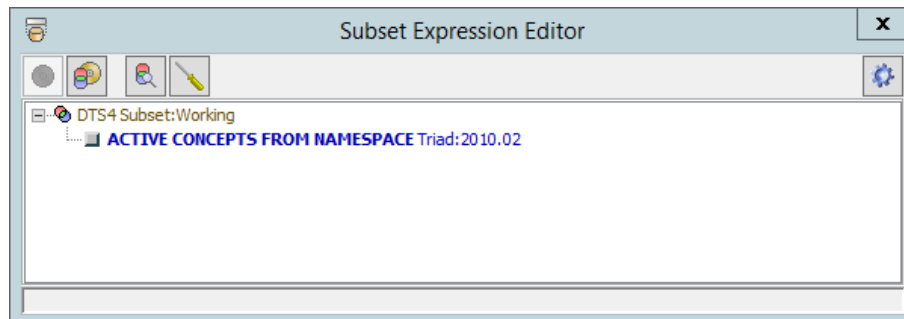 Subset Expression Editor
x
DTS4 Subset:Working
ACTIVE CONCEPTS FROM NAMESPACE Triad:2010.02